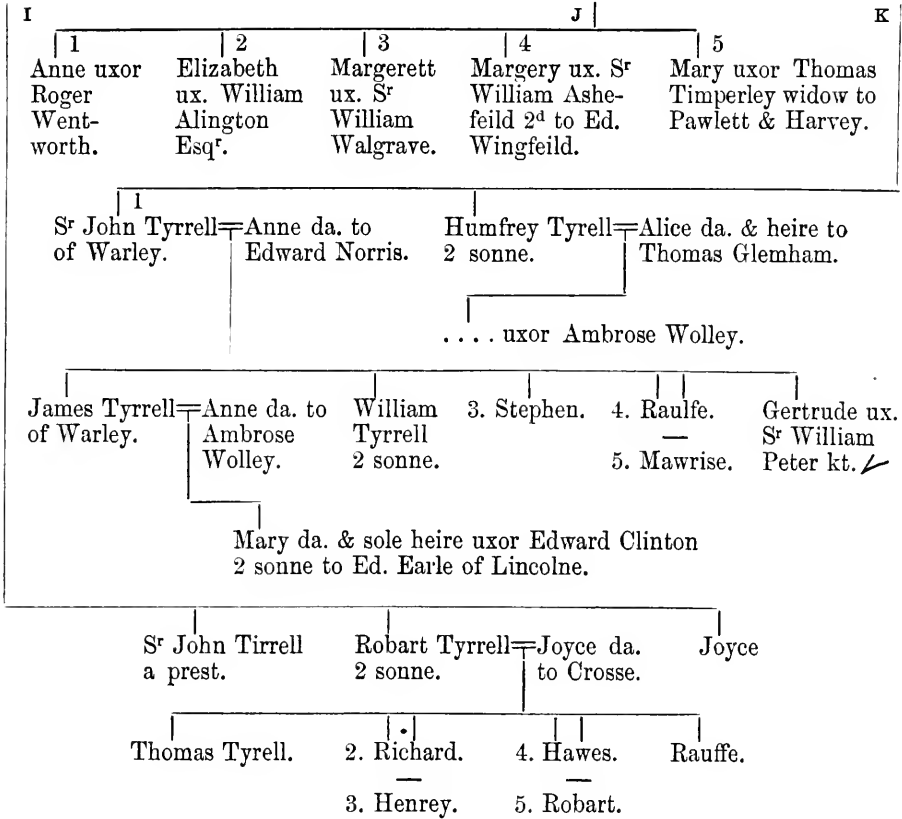 I J K
1 2 3 4 5
Anne uxor Roger Went- worth.
Elizabeth ux. William Alington Esqʳ.
Margerett ux. Sʳ William Walgrave.
Margery ux. Sʳ William Ashe- feild 2ᵈ to Ed. Wingfeild.
Mary uxor Thomas Timperley widow to Pawlett & Harvey.
1
Sʳ John Tyrrell
of Warley.
Anne da. to
Edward Norris.
Humfrey Tyrell
2 sonne.
Alice da. & heire to
Thomas Glemham.
. . . . uxor Ambrose Wolley.
James Tyrrell
of Warley.
Anne da. to
Ambrose
Wolley.
William
Tyrrell
2 sonne.
3. Stephen.
4. Raulfe.
5. Mawrise.
Gertrude ux.
Sʳ William
Peter kt.
Mary da. & sole heire uxor Edward Clinton
2 sonne to Ed. Earle of Lincolne.
Sʳ John Tirrell
a prest.
Robart Tyrrell
2 sonne.
Joyce da.
to Crosse.
Joyce
Thomas Tyrell.
2. Richard.
3. Henrey.
4. Hawes.
5. Robart.
Rauffe.